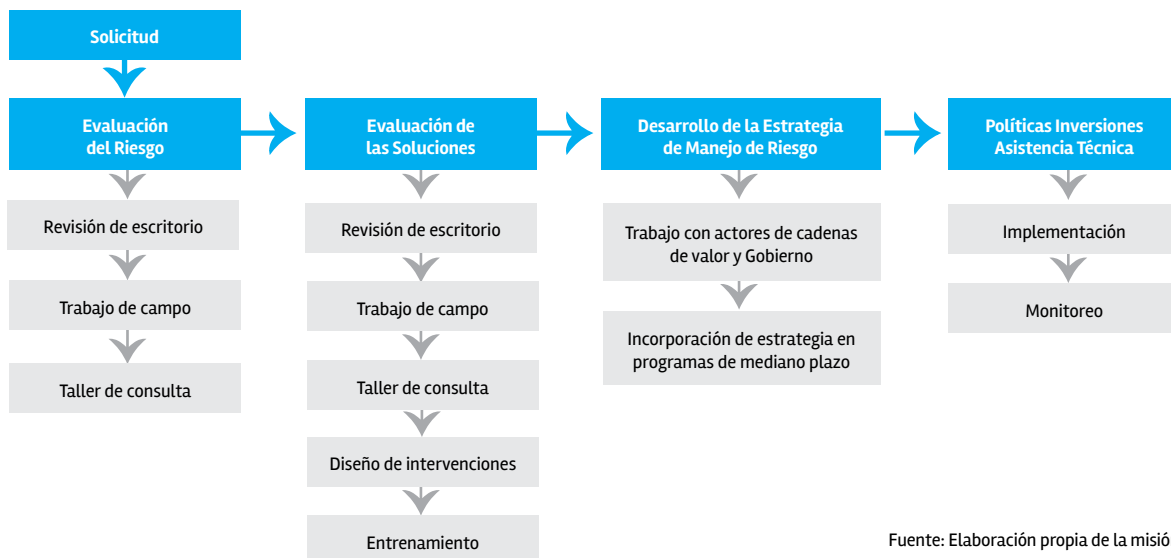 Solicitud
Evaluación
del Riesgo
Revisión de escritorio
Trabajo de campo
Taller de consulta
Evaluación de
las Soluciones
Revisión de escritorio
Trabajo de campo
Taller de consulta
Diseño de intervenciones
Entrenamiento
Desarrollo de la Estrategia
de Manejo de Riesgo
Trabajo con actores de cadenas
de valor y Gobierno
Incorporación de estrategia en
programas de mediano plazo
Políticas Inversiones
Asistencia Técnica
Implementación
Monitoreo
Fuente: Elaboración propia de la misió